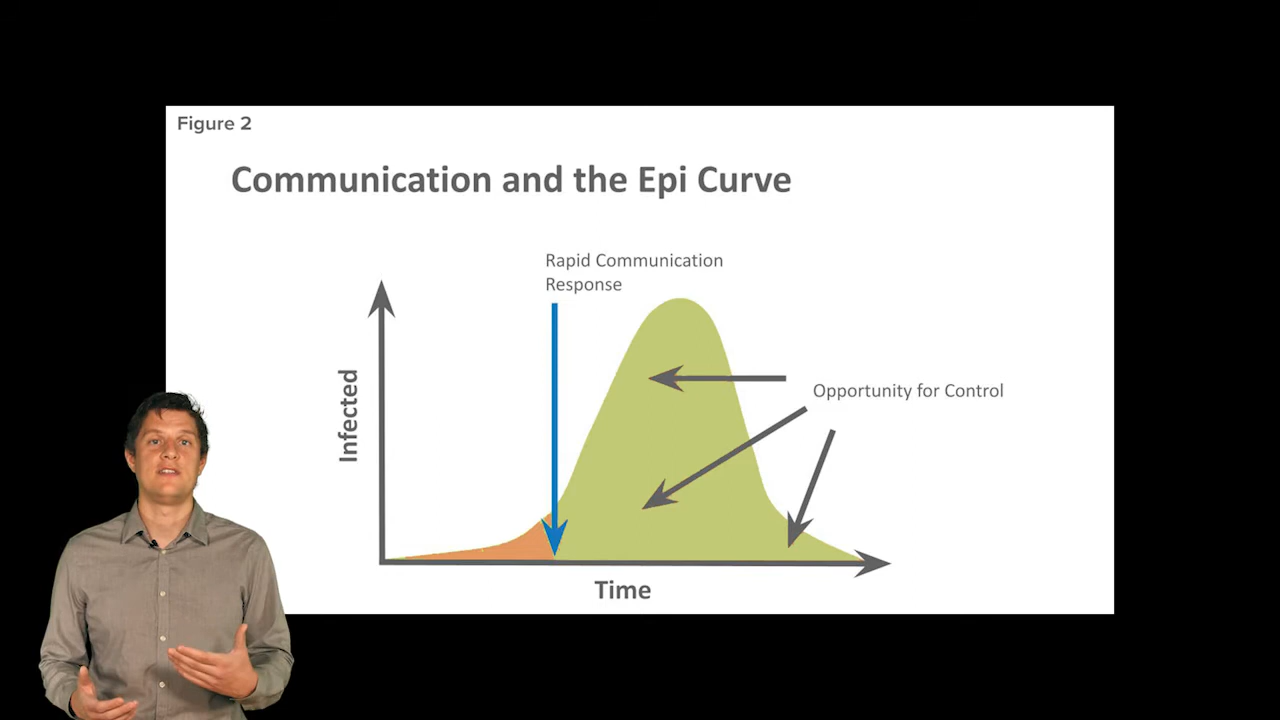 Figure 2
Communication and the Epi Curve
Rapid Communication
Response
Infected
Opportunity for Control
Time